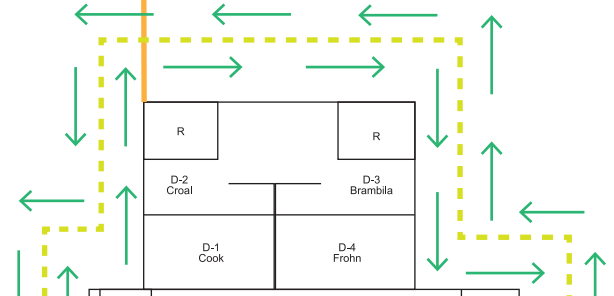 R
R
D-2
Croal
D-3
Brambila
D-1
Cook
D-4
Frohn